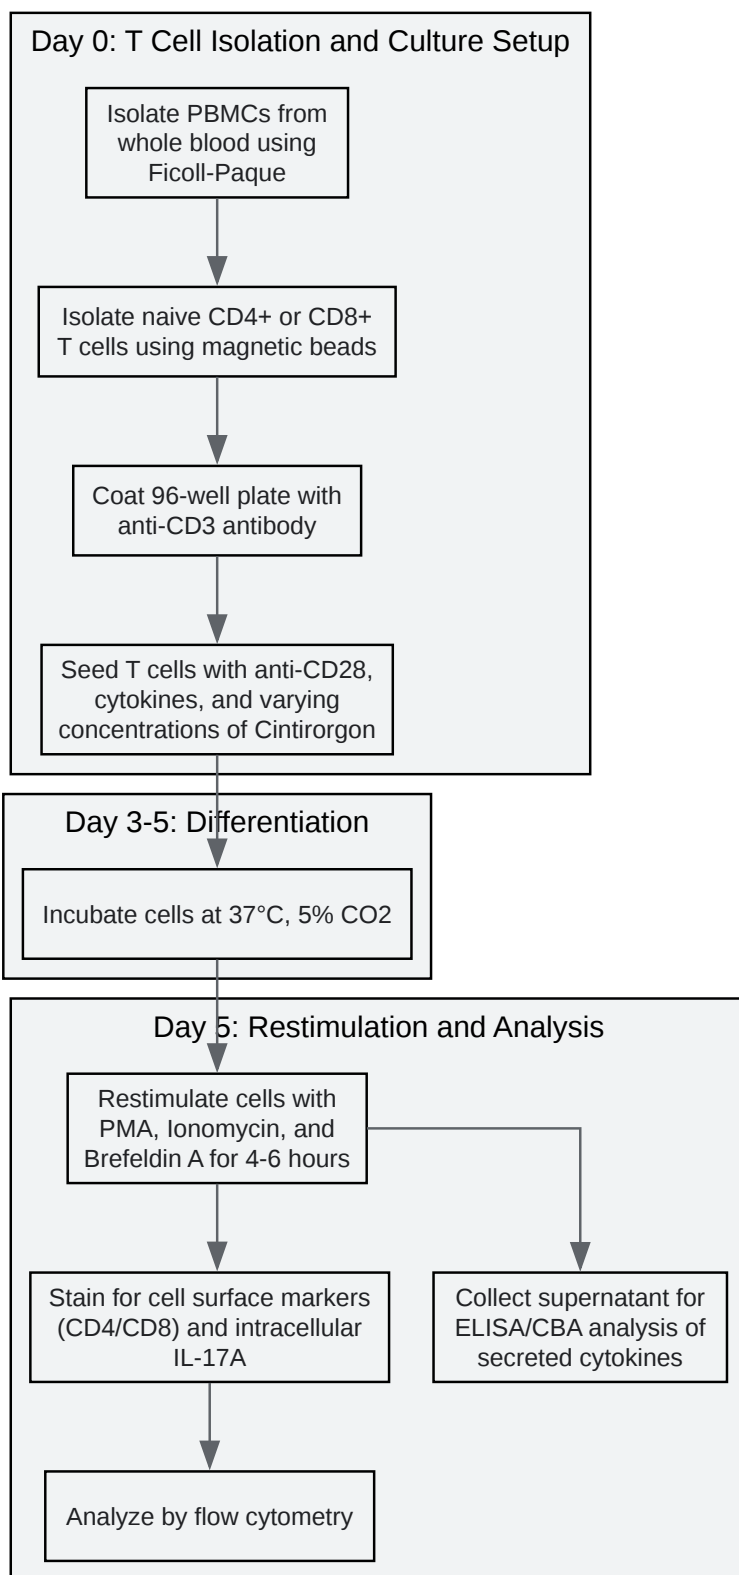 Day 0: T Cell Isolation and Culture Setup
Isolate PBMCs from
whole blood using
Ficoll-Paque
Isolate naive CD4+ or CD8+
T cells using magnetic beads
Coat 96-well plate with
anti-CD3 antibody
Seed T cells with anti-CD28,
cytokines, and varying
concentrations of Cintirorgon
Day 3-5: Differentiation
Incubate cells at 37°C, 5% CO2
Day 5: Restimulation and Analysis
Restimulate cells with
PMA, Ionomycin, and
Brefeldin A for 4-6 hours
Stain for cell surface markers
(CD4/CD8) and intracellular
IL-17A
Collect supernatant for
ELISA/CBA analysis of
secreted cytokines
Analyze by flow cytometry